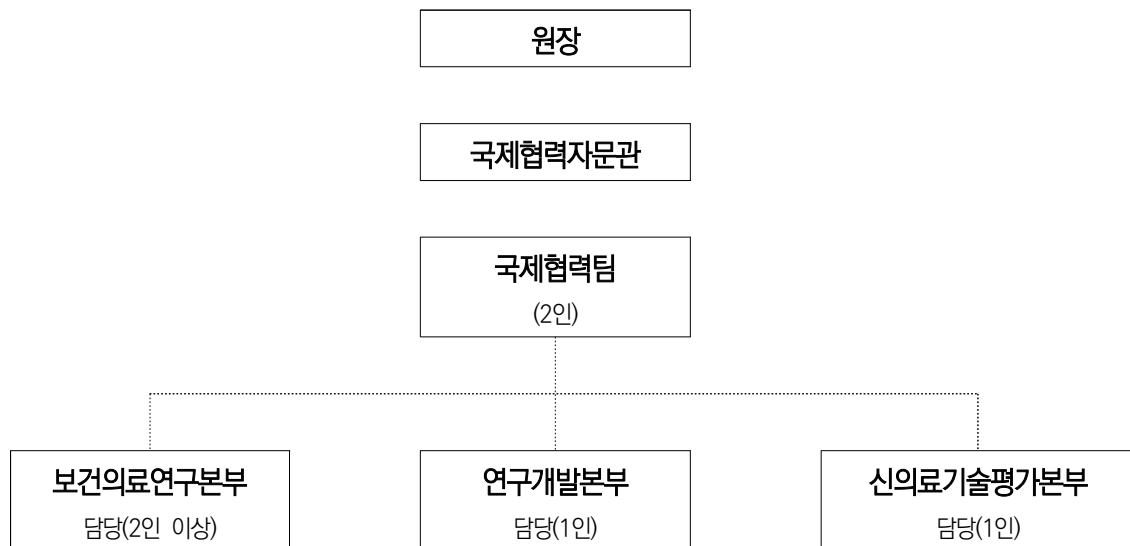 원장
국제협력자문관
국제협력팀
(2인)
보건의료연구본부
담당(2인 이상)
연구개발본부
담당(1인)
신의료기술평가본부
담당(1인)